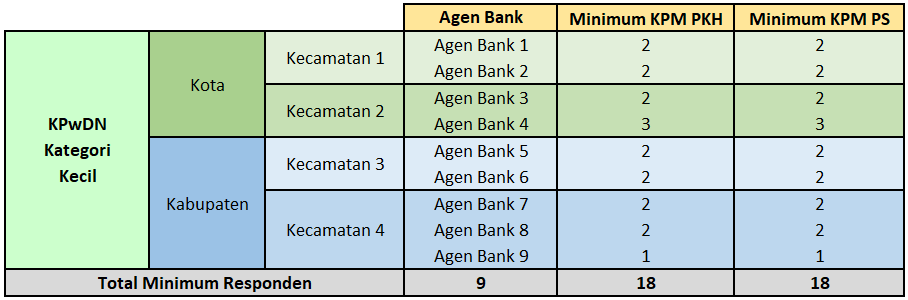 Agen Bank Minimum KPM PKH Minimum KPM PS
KPwDN
Kategori
Kecil
Kota
Kecamatan 1
Agen Bank 1 2 2
Agen Bank 2 2 2
Kecamatan 2
Agen Bank 3 2 2
Agen Bank 4 3 3
Kabupaten
Kecamatan 3
Agen Bank 5 2 2
Agen Bank 6 2 2
Kecamatan 4
Agen Bank 7 2 2
Agen Bank 8 2 2
Agen Bank 9 1 1
Total Minimum Responden 9 18 18